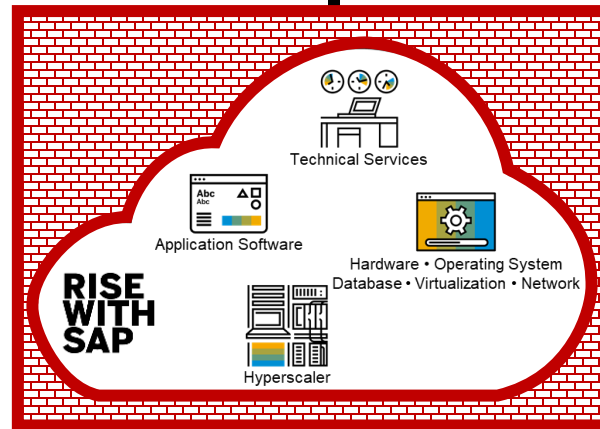 Technical Services
Abc
Abc
Application Software
Hardware • Operating System
Database • Virtualization • Network
RISE
WITH
SAP
Hyperscaler